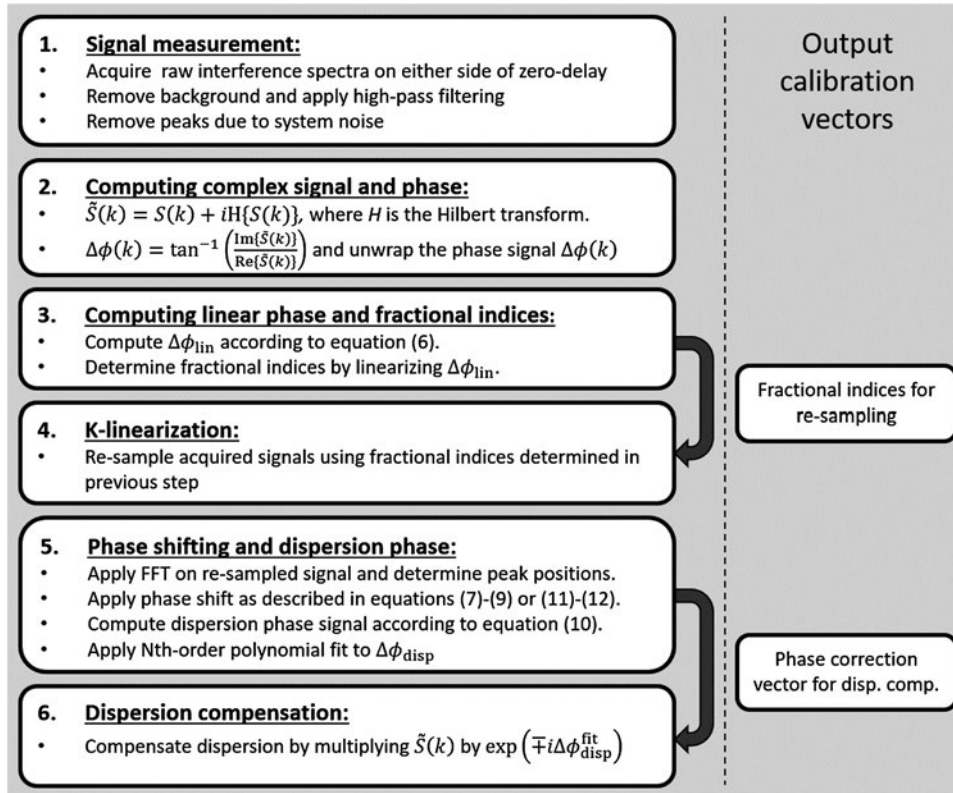 1. Signal measurement:
• Acquire raw interference spectra on either side of zero-delay
• Remove background and apply high-pass filtering
• Remove peaks due to system noise
2. Computing complex signal and phase:
• S̃(k) = S(k) + iH{S(k)}, where H is the Hilbert transform.
• Δϕ(k) = tan⁻¹ (Im{S̃(k)}/Re{S̃(k)}) and unwrap the phase signal Δϕ(k)
3. Computing linear phase and fractional indices:
• Compute Δϕlin according to equation (6).
• Determine fractional indices by linearizing Δϕlin.
4. K-linearization:
• Re-sample acquired signals using fractional indices determined in
previous step
5. Phase shifting and dispersion phase:
• Apply FFT on re-sampled signal and determine peak positions.
• Apply phase shift as described in equations (7)-(9) or (11)-(12).
• Compute dispersion phase signal according to equation (10).
• Apply Nth-order polynomial fit to Δϕdisp
6. Dispersion compensation:
• Compensate dispersion by multiplying S̃(k) by exp (∓iΔϕ^fit_disp)
Output
calibration
vectors
Fractional indices for
re-sampling
Phase correction
vector for disp. comp.